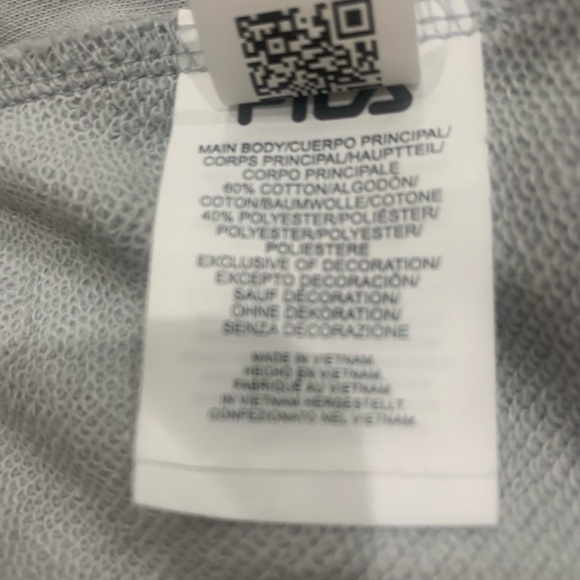 MAIN BODY/CUERPO PRINCIPAL/
CORPS PRINCIPAL/HAUPTTEIL/
CORPO PRINCIPALE
60% COTTON/ALGODÓN/
COTON/BAUMWOLLE/COTONE
40% POLYESTER/POLIÉSTER/
POLYESTER/POLYESTER/
POLIESTERE
EXCLUSIVE OF DECORATION/
EXCEPTO DECORACIÓN/
SAUF DÉCORATION/
OHNE DEKORATION/
SENZA DECORAZIONE
MADE IN VIETNAM.
HECHO EN VIETNAM.
FABRIQUÉ AU VIETNAM.
IN VIETNAM HERGESTELLT.
CONFEZIONATO NEL VIETNAM.